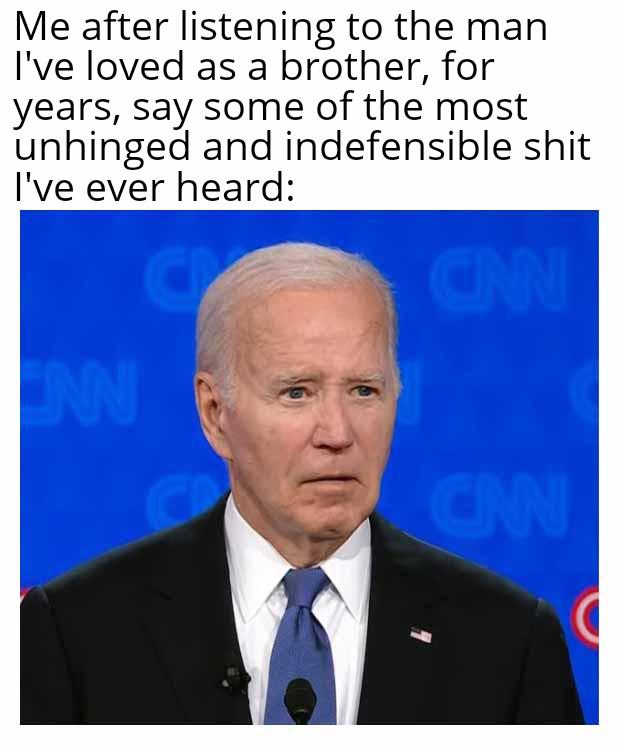 Me after listening to the man
I've loved as a brother, for
years, say some of the most
unhinged and indefensible shit
I've ever heard:
CNN
CNN
CNN